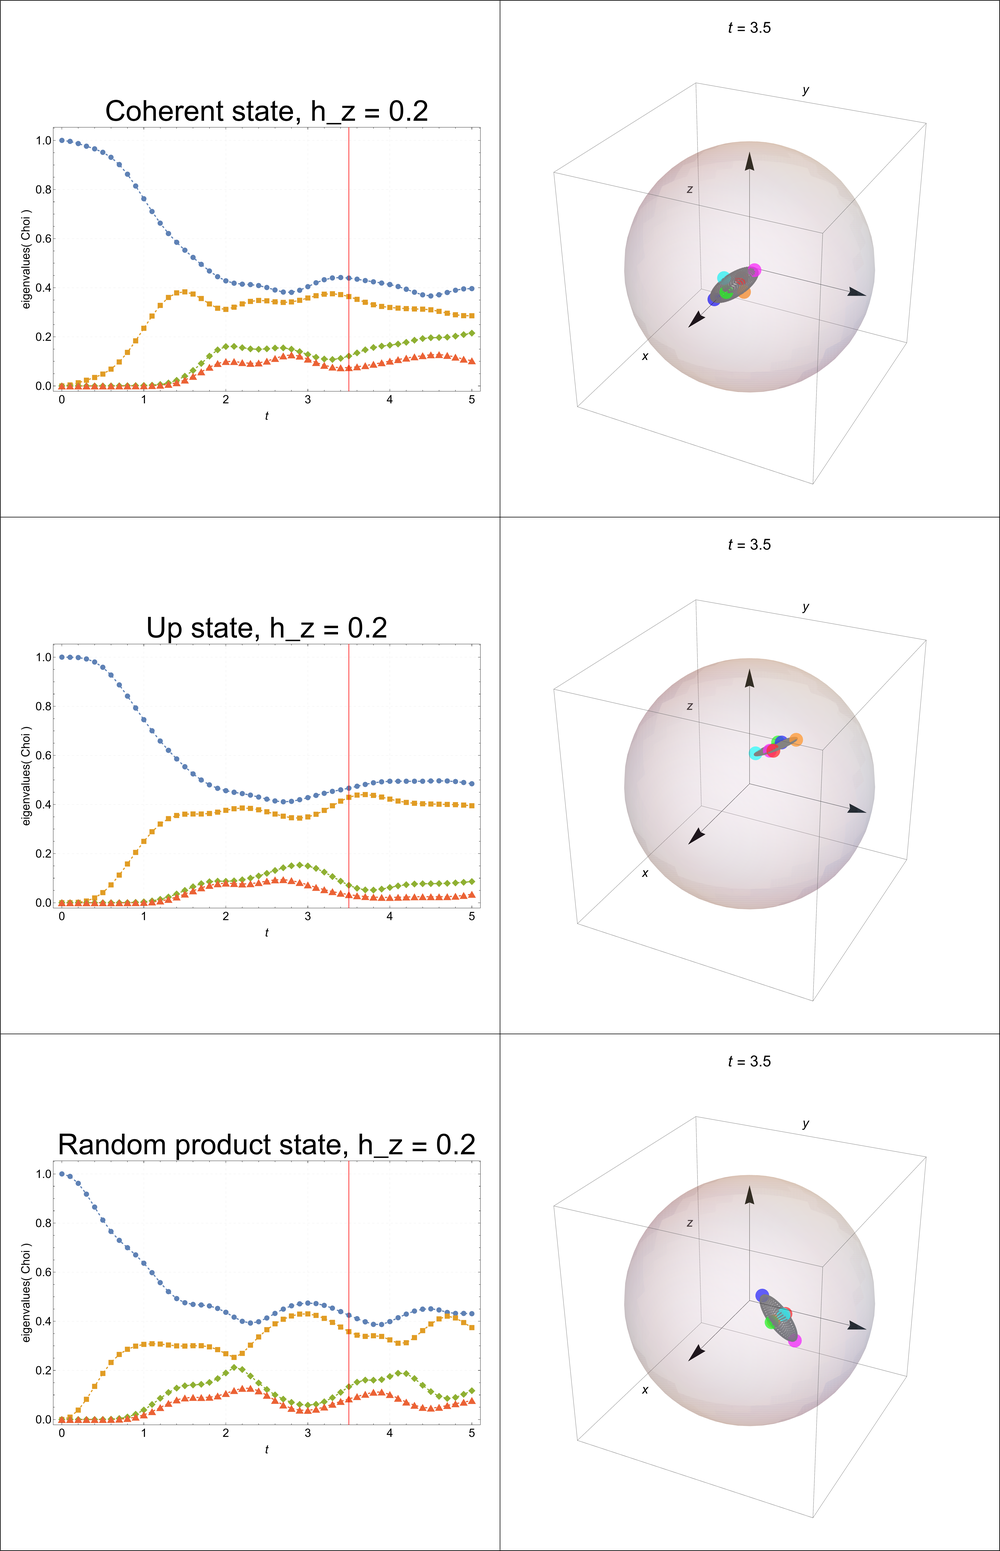 t = 3.5
Coherent state, h_z = 0.2
eigenvalues( Choi )
1.0
0.8
0.6
0.4
0.2
0.0
0 1 2 3 4 5
t
y
z
x
t = 3.5
Up state, h_z = 0.2
eigenvalues( Choi )
1.0
0.8
0.6
0.4
0.2
0.0
0 1 2 3 4 5
t
y
z
x
t = 3.5
Random product state, h_z = 0.2
eigenvalues( Choi )
1.0
0.8
0.6
0.4
0.2
0.0
0 1 2 3 4 5
t
y
z
x